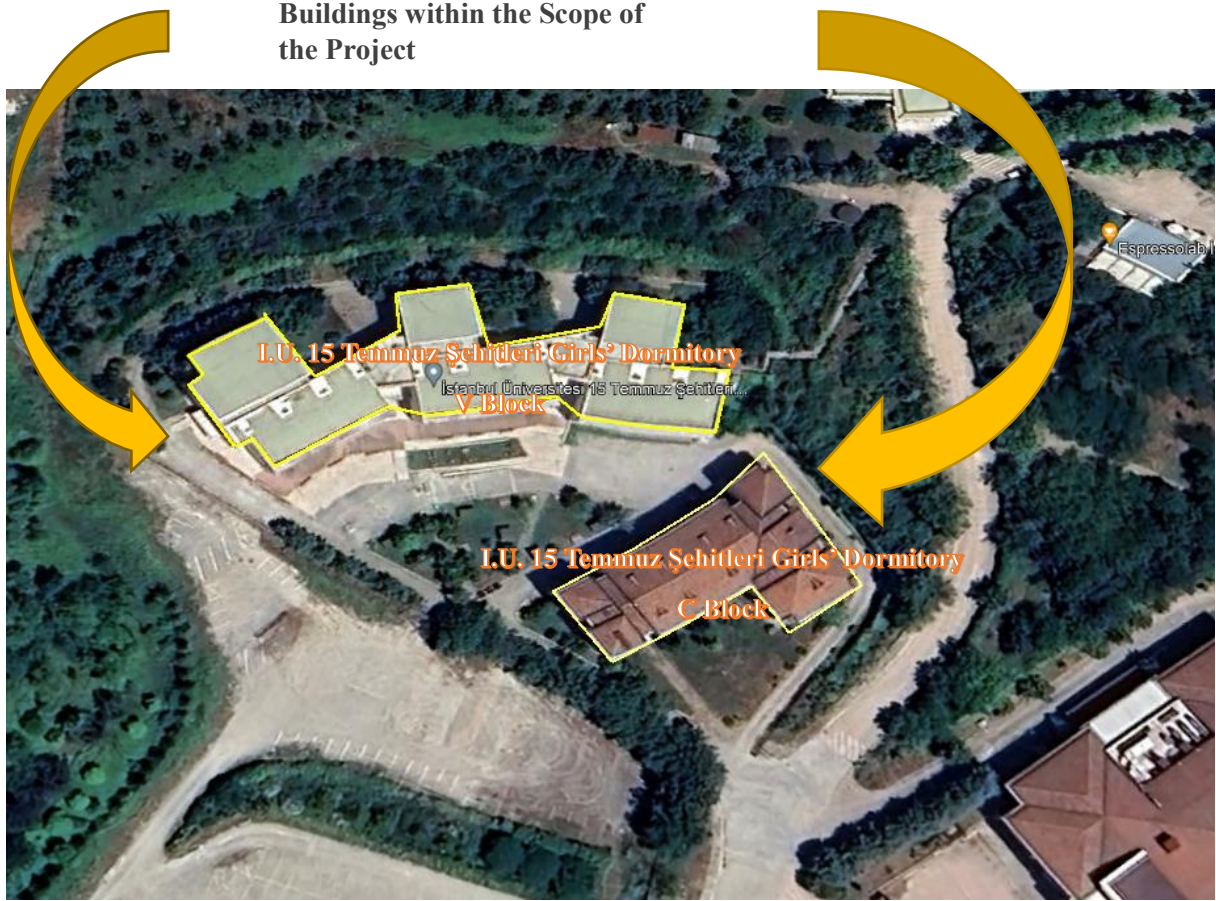 Buildings within the Scope of
the Project
Espressolab İ
I.U. 15 Temmuz Şehitleri Girls’ Dormitory
İstanbul Üniversitesi 15 Temmuz Şehitleri...
V Block
I.U. 15 Temmuz Şehitleri Girls’ Dormitory
C Block